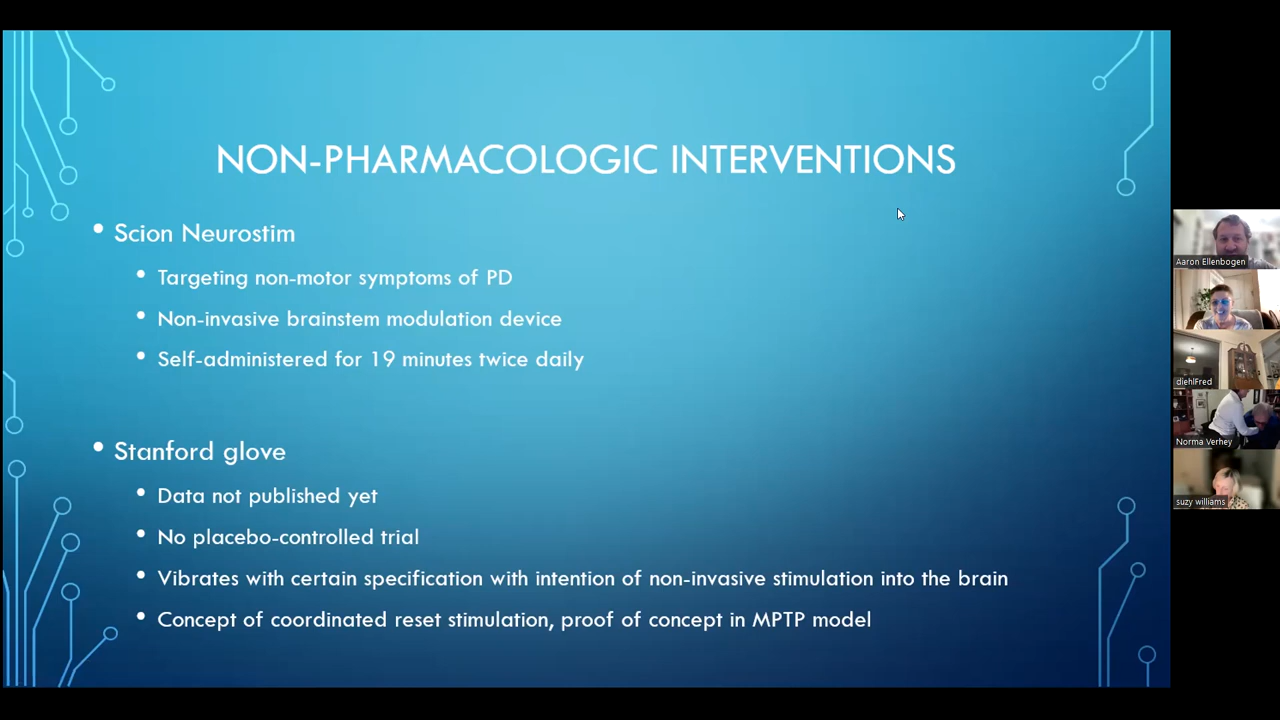 NON-PHARMACOLOGIC INTERVENTIONS
• Scion Neurostim
• Targeting non-motor symptoms of PD
• Non-invasive brainstem modulation device
• Self-administered for 19 minutes twice daily
• Stanford glove
• Data not published yet
• No placebo-controlled trial
• Vibrates with certain specification with intention of non-invasive stimulation into the brain
• Concept of coordinated reset stimulation, proof of concept in MPTP model
Aaron Ellenbogen
diehlFred
Norma Verhey
suzy williams